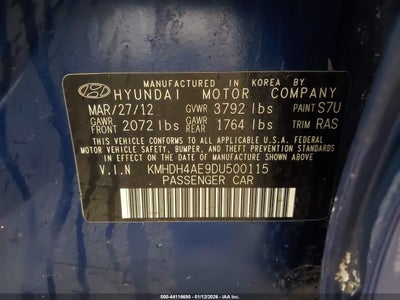 MANUFACTURED IN KOREA BY
HYUNDAI MOTOR COMPANY
MAR/27/12 GVWR 3792 lbs PAINT S7U
GAWR FRONT 2072 lbs GAWR REAR 1764 lbs TRIM RAS
THIS VEHICLE CONFORMS TO ALL APPLICABLE U.S.A. FEDERAL
MOTOR VEHICLE SAFETY, BUMPER, AND THEFT PREVENTION
STANDARDS IN EFFECT ON THE DATE OF MANUFACTURE
SHOWN ABOVE.
V.I.N KMHDH4AE9DU500115
PASSENGER CAR
000-44116690 - 01/12/2026 - IAA Inc.